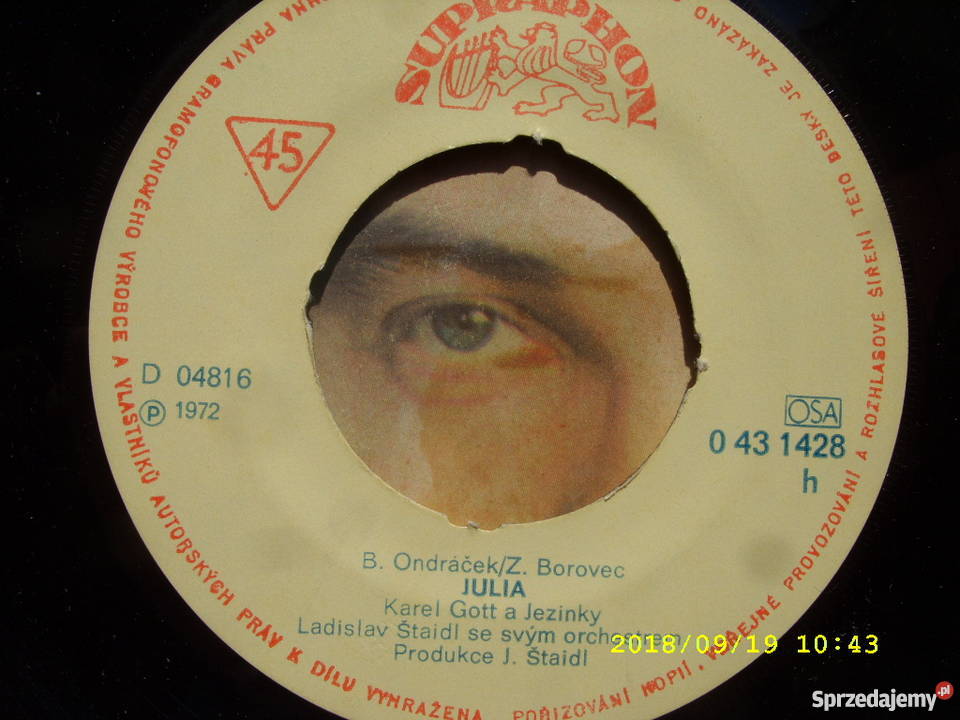 SUPRAPHON
45
D 04816
Ⓟ 1972
OSA
0 43 1428
h
B. Ondráček/Z. Borovec
JULIA
Karel Gott a Jezinky
Ladislav Štaidl se svým orchestrem
Produkce J. Štaidl
PRÁVA GRAMOFONOVÉHO VÝROBCE A VLASTNÍKŮ AUTORSKÝCH PRÁV K DÍLU VYHRAŽENA. POŘIZOVÁNÍ KOPIÍ, VEŘEJNÉ PROVOZOVÁNÍ A ROZHLASOVÉ ŠÍŘENÍ TÉTO DESKY JE ZAKÁZÁNO
2018/09/19 10:43
Sprzedajemy.pl